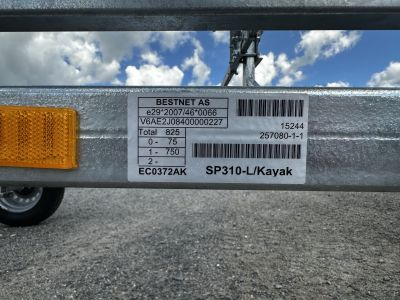 BESTNET AS
e29*2007/46*0066
V6AE2J08400000227
Total 825
0 - 75
1 - 750
2 -
EC0372AK
15244
257080-1-1
SP310-L/Kayak